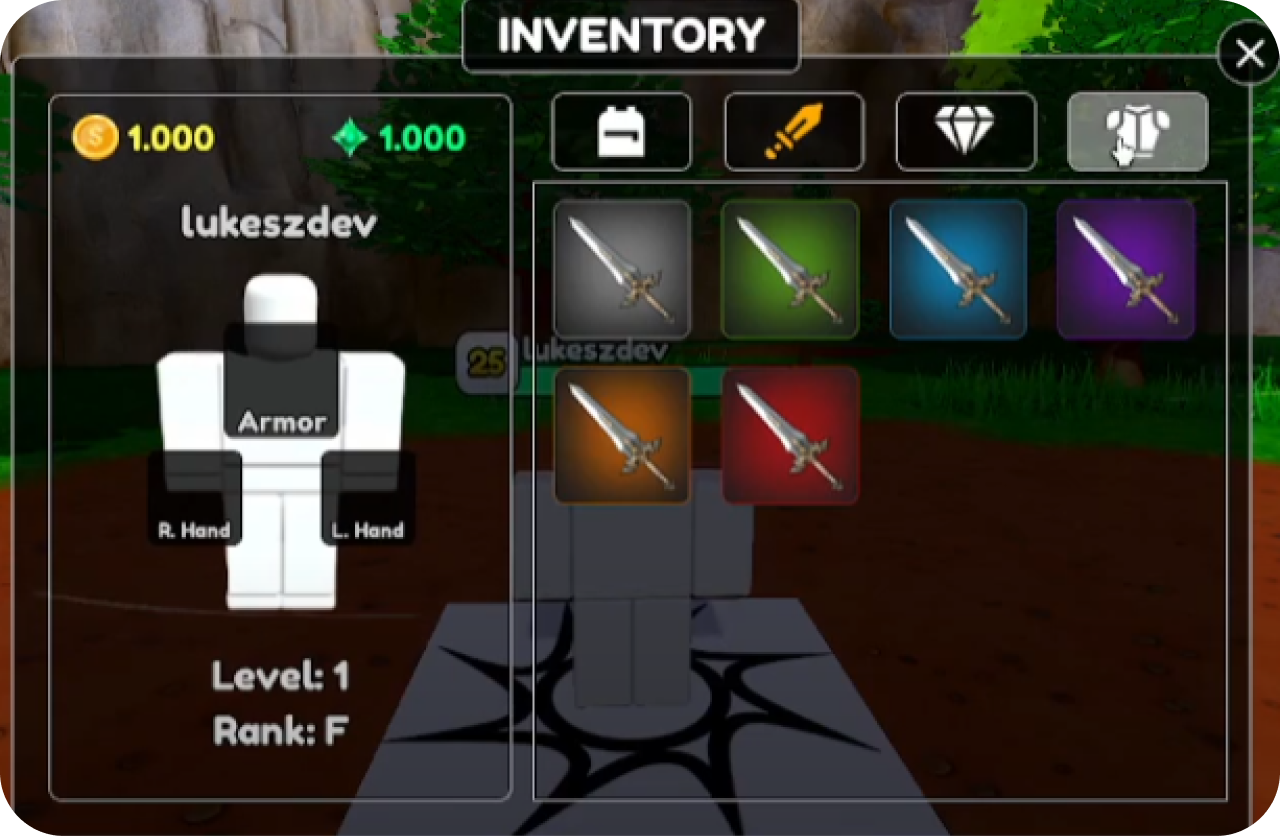 INVENTORY
1.000 1.000
lukeszdev
25 lukeszdev
Armor
R. Hand L. Hand
Level: 1
Rank: F